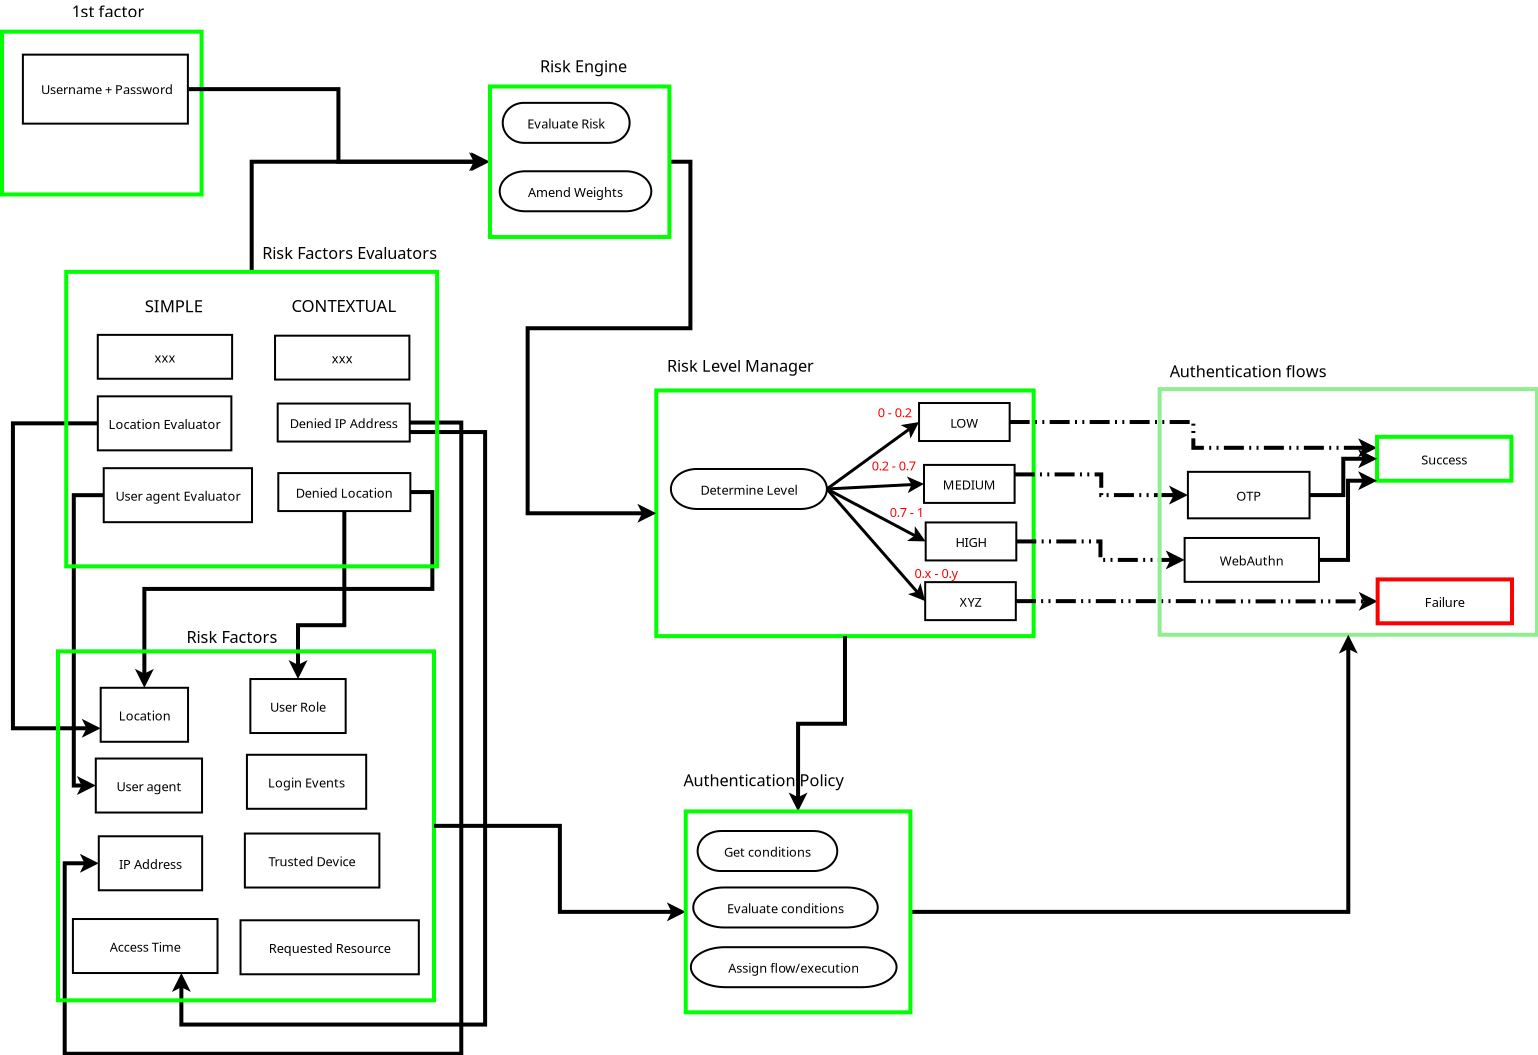 1st factor
Username + Password
Risk Engine
Evaluate Risk
Amend Weights
Risk Factors Evaluators
SIMPLE
CONTEXTUAL
xxx
xxx
Location Evaluator
Denied IP Address
User agent Evaluator
Denied Location
Risk Factors
Location
User Role
User agent
Login Events
IP Address
Trusted Device
Access Time
Requested Resource
Risk Level Manager
Determine Level
0 - 0.2
LOW
0.2 - 0.7
MEDIUM
0.7 - 1
HIGH
0.x - 0.y
XYZ
Authentication flows
Success
OTP
WebAuthn
Failure
Authentication Policy
Get conditions
Evaluate conditions
Assign flow/execution